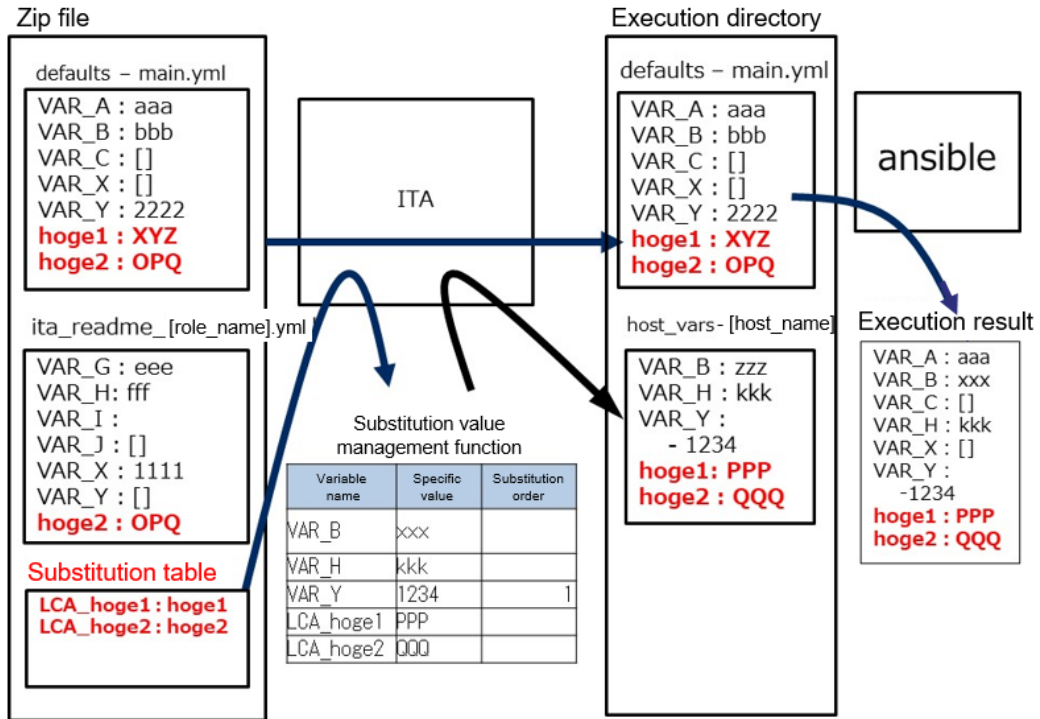 Zip file
defaults – main.yml
VAR_A : aaa
VAR_B : bbb
VAR_C : []
VAR_X : []
VAR_Y : 2222
hoge1 : XYZ
hoge2 : OPQ
ita_readme_[role_name].yml
VAR_G : eee
VAR_H: fff
VAR_I :
VAR_J : []
VAR_X : 1111
VAR_Y : []
hoge2 : OPQ
Substitution table
LCA_hoge1 : hoge1
LCA_hoge2 : hoge2
ITA
Substitution value
management function
Variable name | Specific value | Substitution order
VAR_B xxx
VAR_H kkk
VAR_Y 1234 1
LCA_hoge1 PPP
LCA_hoge2 QQQ
Execution directory
defaults – main.yml
VAR_A : aaa
VAR_B : bbb
VAR_C : []
VAR_X : []
VAR_Y : 2222
hoge1 : XYZ
hoge2 : OPQ
host_vars- [host_name]
VAR_B : zzz
VAR_H : kkk
VAR_Y :
- 1234
hoge1: PPP
hoge2 : QQQ
ansible
Execution result
VAR_A : aaa
VAR_B : xxx
VAR_C : []
VAR_H : kkk
VAR_X : []
VAR_Y :
-1234
hoge1 : PPP
hoge2 : QQQ